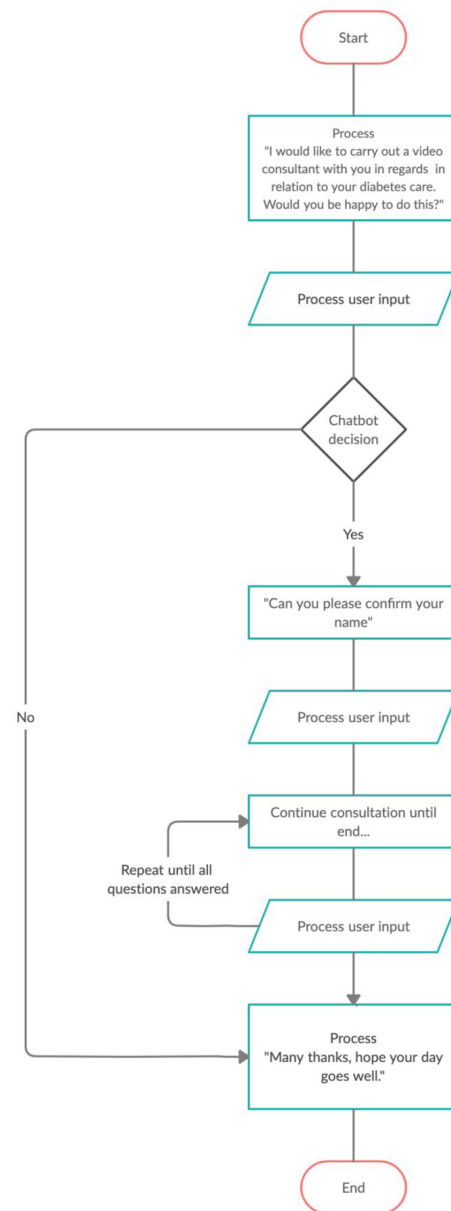 Start
Process
"I would like to carry out a video
consultant with you in regards in
relation to your diabetes care.
Would you be happy to do this?"
Process user input
Chatbot
decision
Yes
"Can you please confirm your
name"
No
Process user input
Continue consultation until
end...
Repeat until all
questions answered
Process user input
Process
"Many thanks, hope your day
goes well."
End